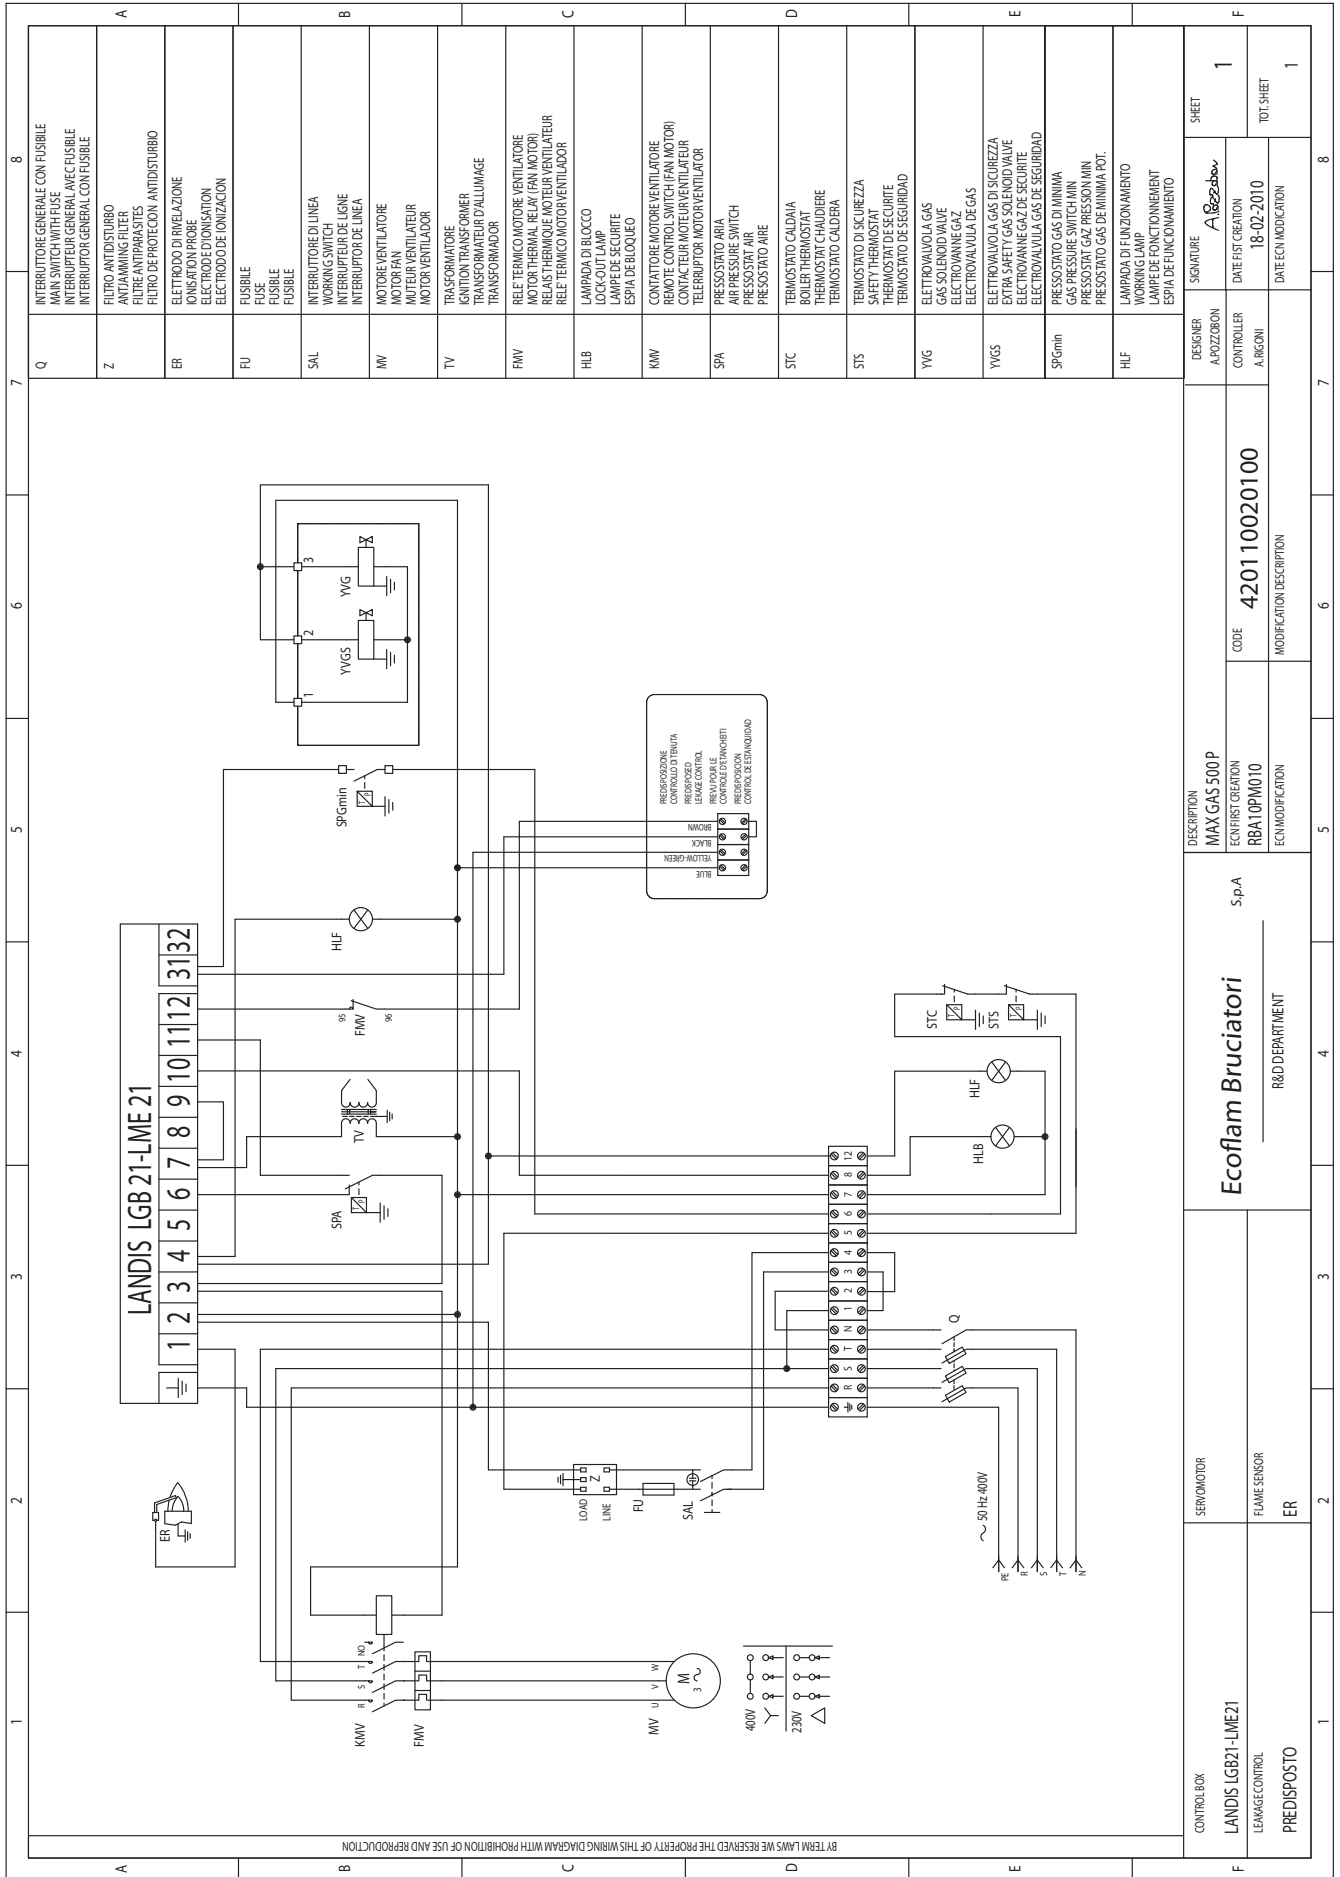 1
2
3
4
5
6
7
8
A
B
C
D
E
F
LANDIS LGB 21-LME 21
1 2 3 4 5 6 7 8 9 10 11 12 31 32
ER
KMV
R S T NO
FMV
MV U V W
M
3
400V
230V
SPA
TV
95
FMV
96
HLF
SPGmin
1
2
3
YVGS
YVG
LOAD
LINE
Z
FU
SAL
R S T N 1 2 3 4 5 6 7 8 12
Q
50 Hz 400V
PE
R
S
T
N
HLB
HLF
STC
STS
BLUE
YELLOW-GREEN
BLACK
BROWN
PREDISPOSIZIONE
CONTROLLO DI TENUTA
PREDISPOSED
LEKAGE CONTROL
PREVU POUR LE
CONTROLE D'ETANCHEITI
PREDISPOSICION
CONTROL DE ESTANQUIDAD
Q
INTERRUTTORE GENERALE CON FUSIBILE
MAIN SWITCH WITH FUSE
INTERRUPTEUR GENERAL AVEC FUSIBLE
INTERRUPTOR GENERAL CON FUSIBLE
Z
FILTRO ANTIDISTURBO
ANTIJAMMING FILTER
FILTRE ANTIPARASITES
FILTRO DE PROTECION ANTIDISTURBIO
ER
ELETTRODO DI RIVELAZIONE
IONISATION PROBE
ELECTRODE D'IONISATION
ELECTRODO DE IONIZACION
FU
FUSIBILE
FUSE
FUSIBLE
FUSIBLE
SAL
INTERRUTTORE DI LINEA
WORKING SWITCH
INTERRUPTEUR DE LIGNE
INTERRUPTOR DE LINEA
MV
MOTORE VENTILATORE
MOTOR FAN
MUTEUR VENTILATEUR
MOTOR VENTILADOR
TV
TRASFORMATORE
IGNITION TRANSFORMER
TRANSFORMATEUR D'ALLUMAGE
TRANSFORMADOR
FMV
RELE' TERMICO MOTORE VENTILATORE
MOTOR THERMAL RELAY (FAN MOTOR)
RELAIS THERMIQUE MOTEUR VENTILATEUR
RELE' TERMICO MOTOR VENTILADOR
HLB
LAMPADA DI BLOCCO
LOCK-OUT LAMP
LAMPE DE SECURITE
ESPIA DE BLOQUEO
KMV
CONTATTORE MOTORE VENTILATORE
REMOTE CONTROL SWITCH (FAN MOTOR)
CONTACTEUR MOTEUR VENTILATEUR
TELERUPTOR MOTOR VENTILATOR
SPA
PRESSOSTATO ARIA
AIR PRESSURE SWITCH
PRESSOSTAT AIR
PRESOSTATO AIRE
STC
TERMOSTATO CALDAIA
BOILER THERMOSTAT
THERMOSTAT CHAUDIERE
TERMOSTATO CALDERA
STS
TERMOSTATO DI SICUREZZA
SAFETY THERMOSTAT
THERMOSTAT DE SECURITE
TERMOSTATO DE SEGURIDAD
YVG
ELETTROVALVOLA GAS
GAS SOLENOID VALVE
ELECTROVANNE GAZ
ELECTROVALVULA DE GAS
YVGS
ELETTROVALVOLA GAS DI SICUREZZA
EXTRA SAFETY GAS SOLENOID VALVE
ELECTROVANNE GAZ DE SECURITE
ELECTROVALVULA GAS DE SEGURIDAD
SPGmin
PRESSOSTATO GAS DI MINIMA
GAS PRESSURE SWITCH MIN
PRESSOSTAT GAZ PRESSION MIN
PRESOSTATO GAS DE MINIMA POT.
HLF
LAMPADA DI FUNZIONAMENTO
WORKING LAMP
LAMPE DE FONCTIONNEMENT
ESPIA DE FUNCIONAMIENTO
BY TERM LAWS WE RESERVED THE PROPERTY OF THIS WIRING DIAGRAM WITH PROHIBITION OF USE AND REPRODUCTION
CONTROL BOX
LANDIS LGB21-LME21
LEAKAGE CONTROL
PREDISPOSTO
SERVOMOTOR
FLAME SENSOR
ER
Ecoflam Bruciatori S.p.A
R&D DEPARTMENT
DESCRIPTION
MAX GAS 500 P
ECN FIRST CREATION
RBA10PM010
ECN MODIFICATION
CODE
420110020100
MODIFICATION DESCRIPTION
DESIGNER
A.POZZOBON
CONTROLLER
A.RIGONI
SIGNATURE
DATE FIST CREATION
18-02-2010
DATE ECN MODICATION
SHEET
1
TOT. SHEET
1